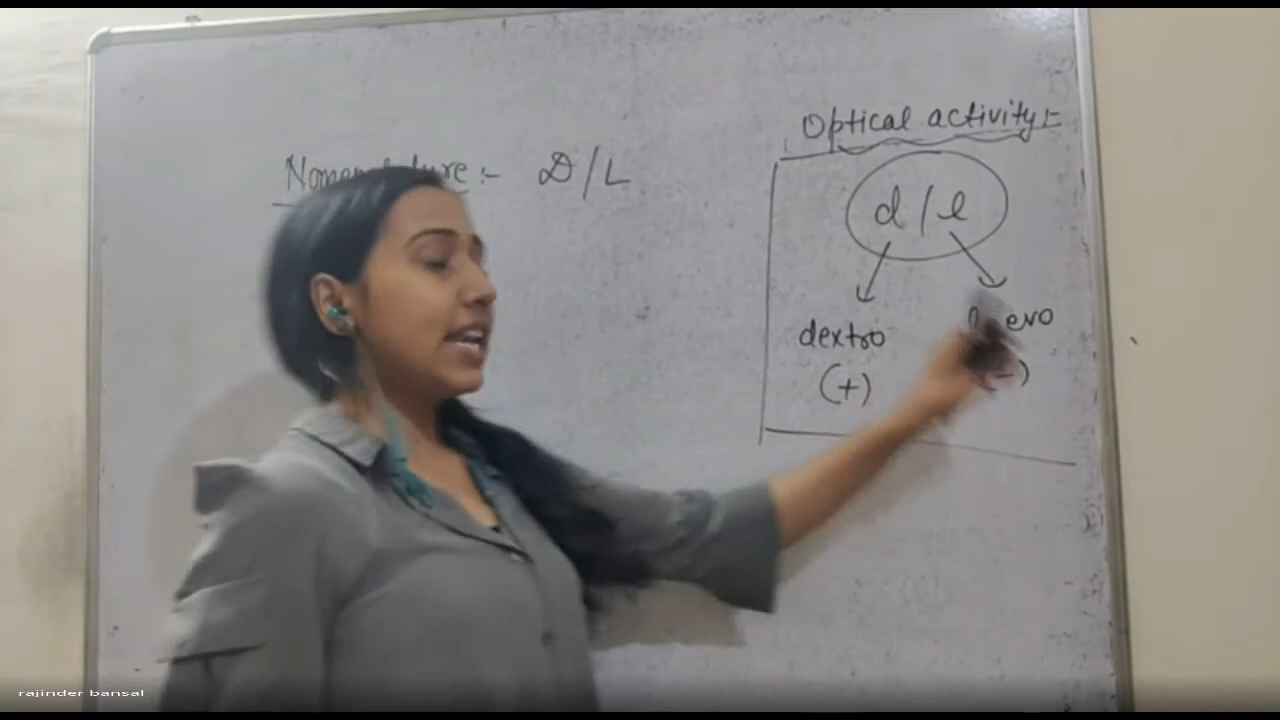 Optical activity:-
:- D/L
d/l
dextro
(+) (-)
rajinder bansal